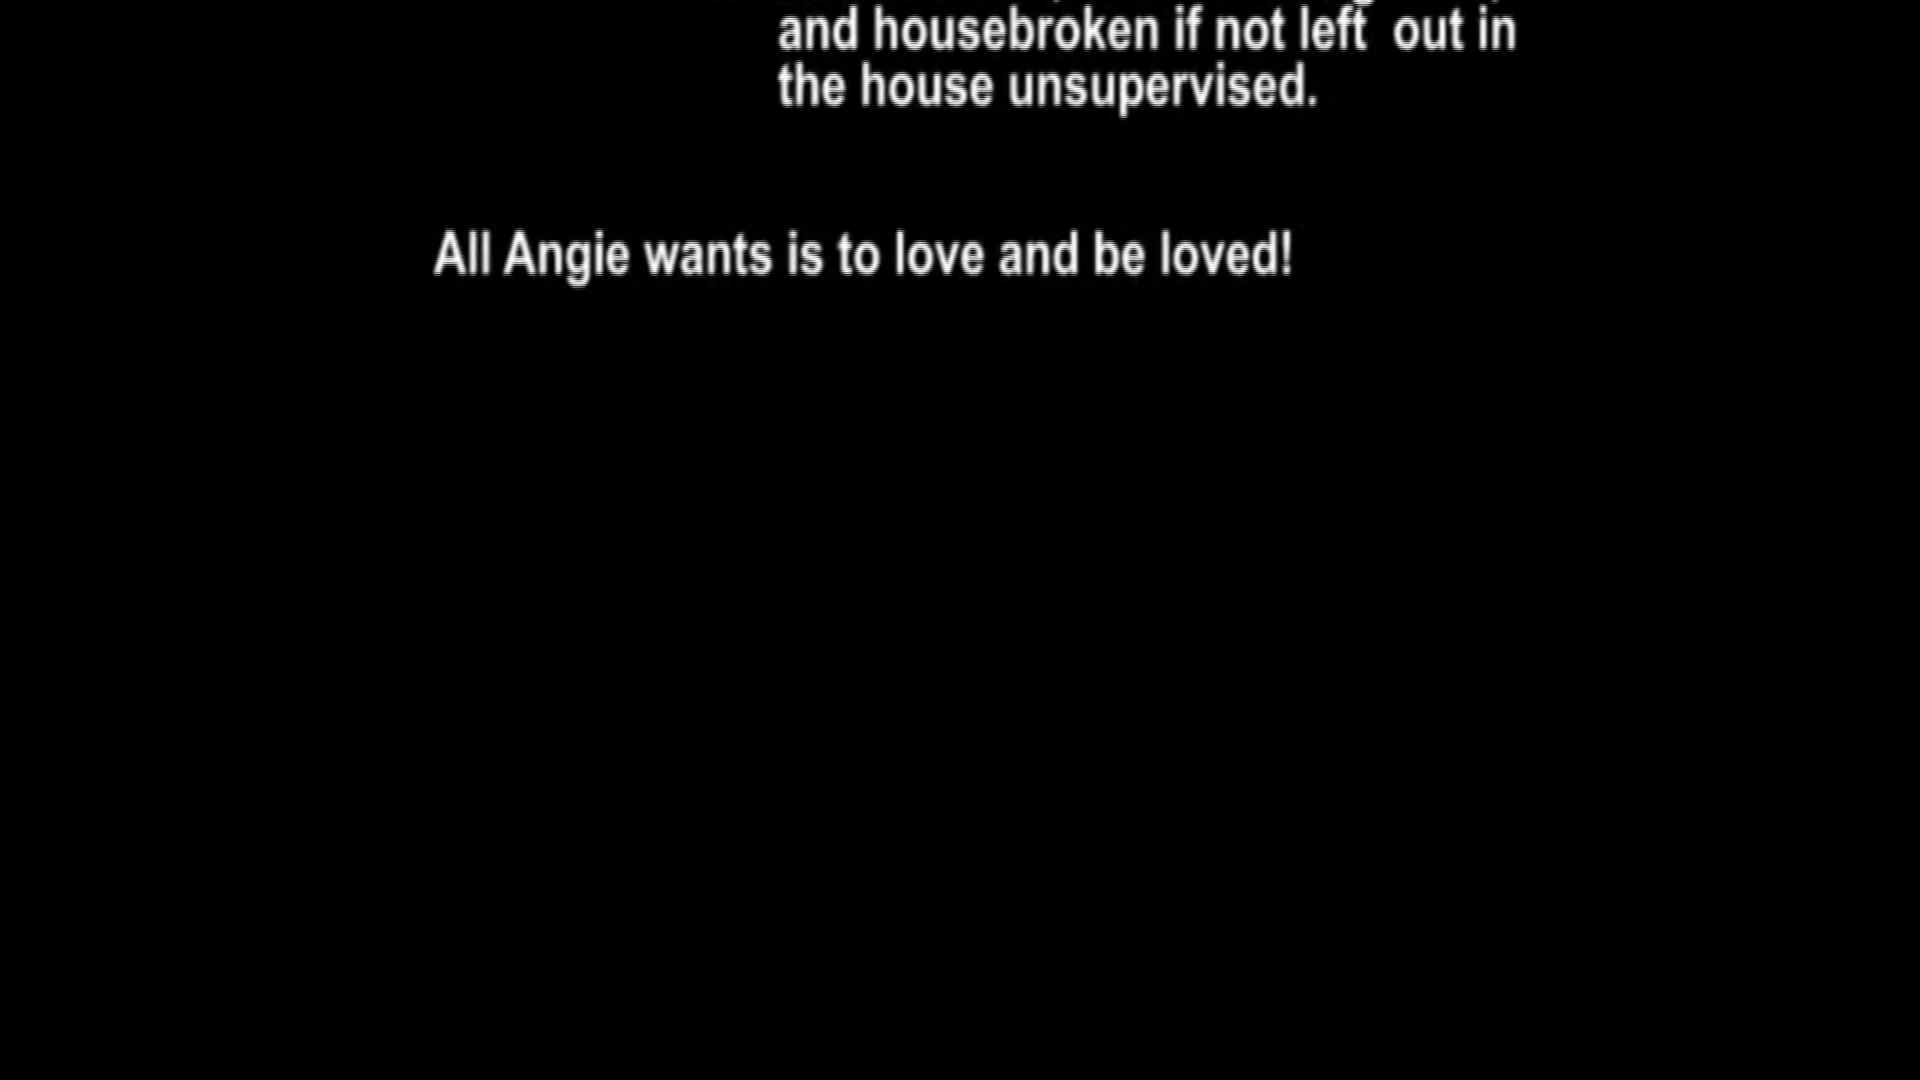 and housebroken if not left  out in
the house unsupervised.
All Angie wants is to love and be loved!